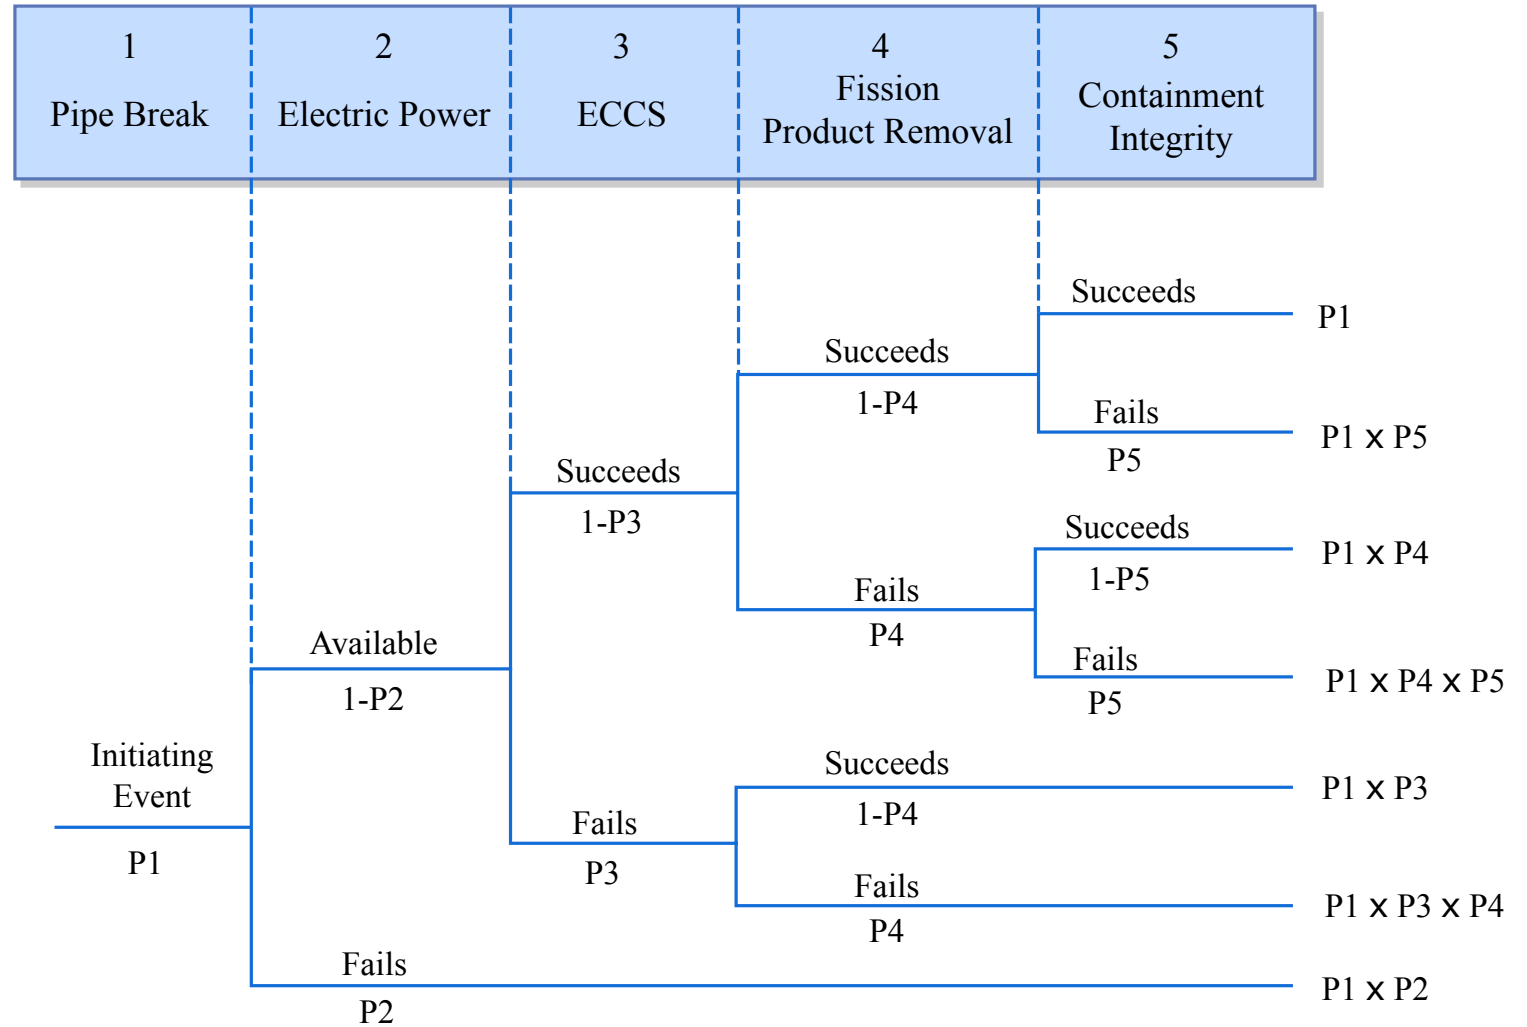 1
Pipe Break
2
Electric Power
3
ECCS
4
Fission
Product Removal
5
Containment
Integrity
Succeeds
P1
Succeeds
1-P4
Fails
P5
P1 x P5
Succeeds
1-P3
Succeeds
1-P5
P1 x P4
Fails
P4
Fails
P5
P1 x P4 x P5
Available
1-P2
Initiating
Event
P1
Succeeds
1-P4
P1 x P3
Fails
P3
Fails
P4
P1 x P3 x P4
Fails
P2
P1 x P2